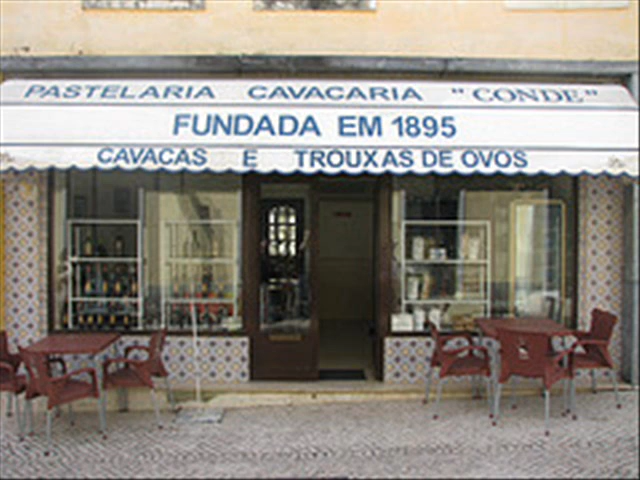 PASTELARIA CAVACARIA "CONDE"
FUNDADA EM 1895
CAVACAS E TROUXAS DE OVOS